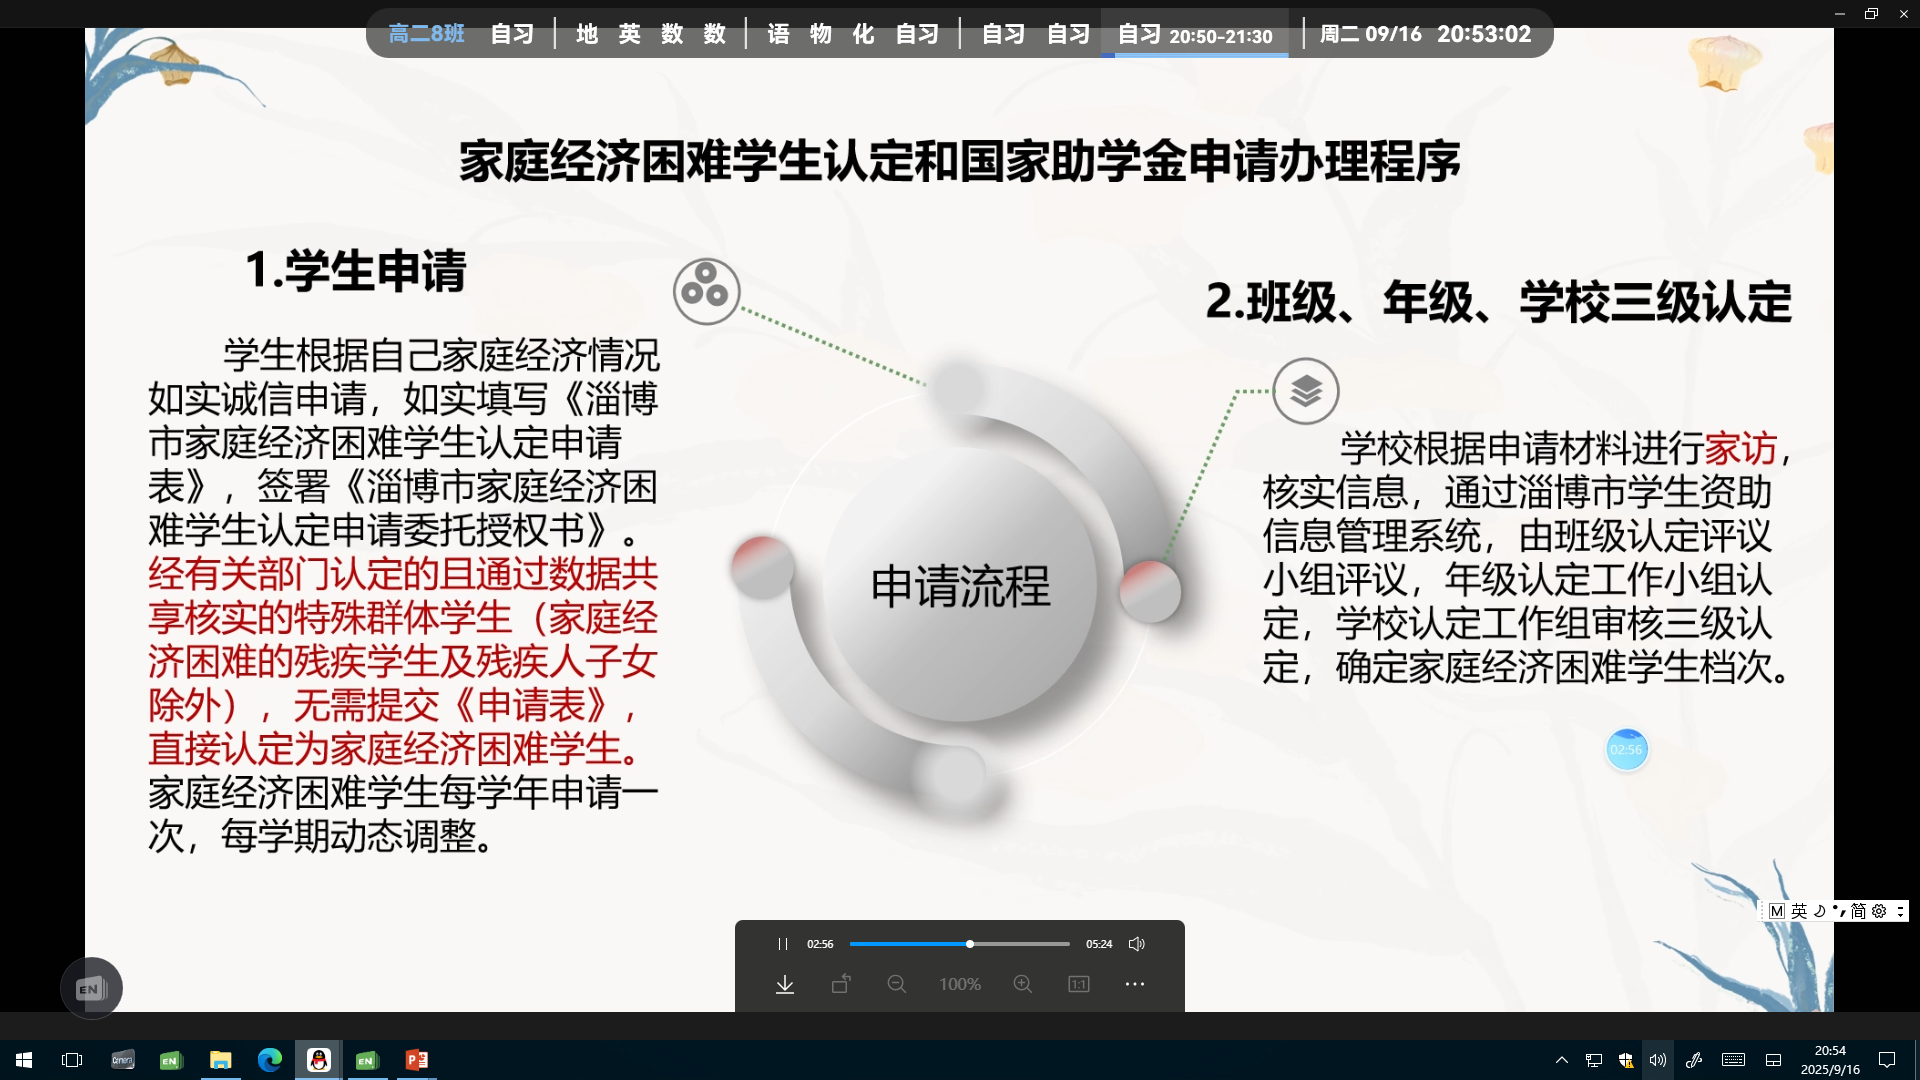 高二8班 自习 地 英 数 数 语 物 化 自习 自习 自习 自习 20:50-21:30 周二 09/16 20:53:02
家庭经济困难学生认定和国家助学金申请办理程序
1.学生申请
学生根据自己家庭经济情况
如实诚信申请，如实填写《淄博
市家庭经济困难学生认定申请
表》，签署《淄博市家庭经济困
难学生认定申请委托授权书》。
经有关部门认定的且通过数据共
享核实的特殊群体学生（家庭经
济困难的残疾学生及残疾人子女
除外），无需提交《申请表》，
直接认定为家庭经济困难学生。
家庭经济困难学生每学年申请一
次，每学期动态调整。
申请流程
2.班级、年级、学校三级认定
学校根据申请材料进行家访，
核实信息，通过淄博市学生资助
信息管理系统，由班级认定评议
小组评议，年级认定工作小组认
定，学校认定工作组审核三级认
定，确定家庭经济困难学生档次。
02:56
M 英 简
02:56 05:24
100% 1:1
EN
EN EN
20:54
2025/9/16